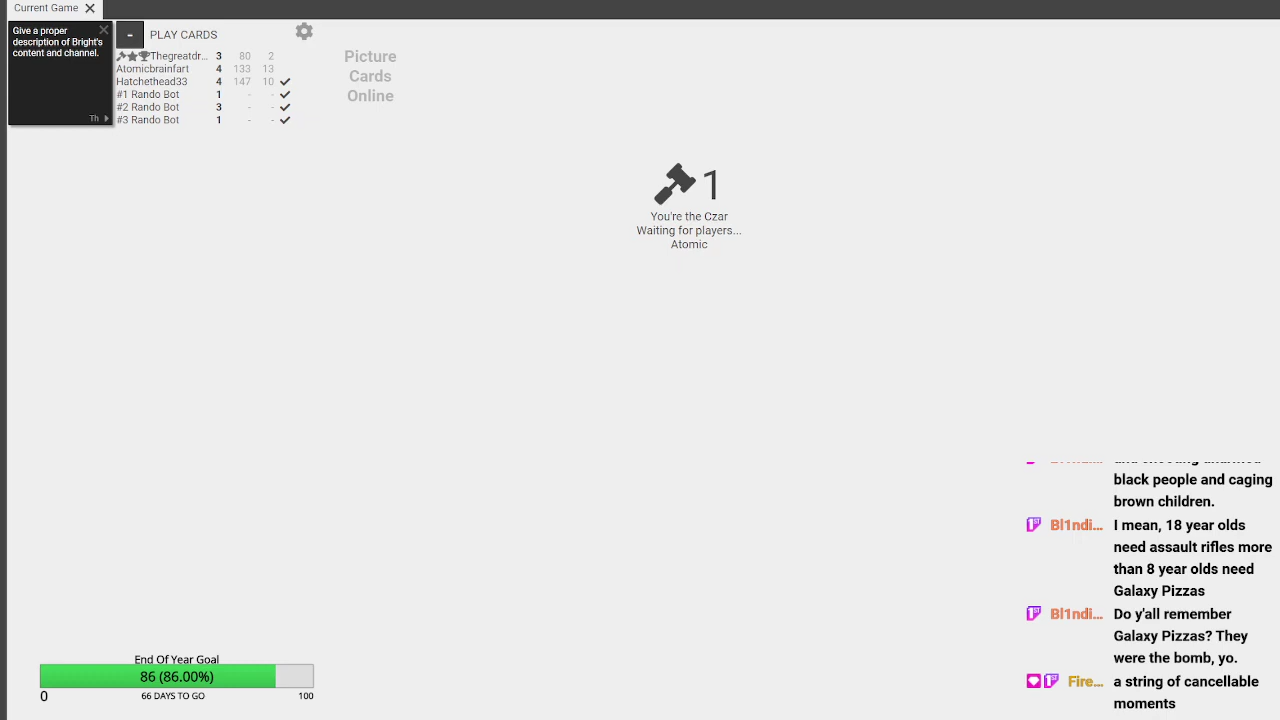 Current Game
Give a proper
description of Bright's
content and channel.
Th
-
PLAY CARDS
Thegreatdr... 3 80 2
Atomicbrainfart 4 133 13
Hatchethead33 4 147 10
#1 Rando Bot 1 - -
#2 Rando Bot 3 - -
#3 Rando Bot 1 - -
Picture
Cards
Online
1
You're the Czar
Waiting for players...
Atomic
black people and caging
brown children.
Bl1ndi... I mean, 18 year olds
need assault rifles more
than 8 year olds need
Galaxy Pizzas
Bl1ndi... Do y'all remember
Galaxy Pizzas? They
were the bomb, yo.
Fire... a string of cancellable
moments
End Of Year Goal
86 (86.00%)
0 66 DAYS TO GO 100